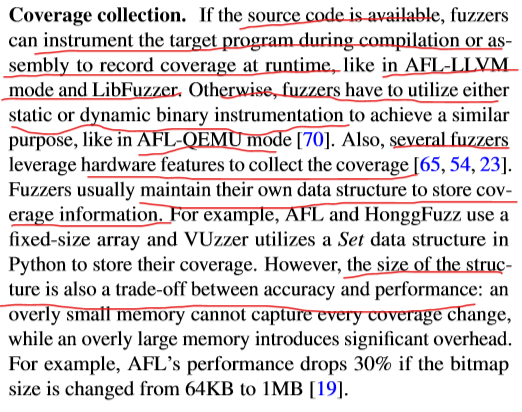 Coverage collection. If the source code is available, fuzzers
can instrument the target program during compilation or as-
sembly to record coverage at runtime, like in AFL-LLVM
mode and LibFuzzer. Otherwise, fuzzers have to utilize either
static or dynamic binary instrumentation to achieve a similar
purpose, like in AFL-QEMU mode [70]. Also, several fuzzers
leverage hardware features to collect the coverage [65, 54, 23].
Fuzzers usually maintain their own data structure to store cov-
erage information. For example, AFL and HonggFuzz use a
fixed-size array and VUzzer utilizes a Set data structure in
Python to store their coverage. However, the size of the struc-
ture is also a trade-off between accuracy and performance: an
overly small memory cannot capture every coverage change,
while an overly large memory introduces significant overhead.
For example, AFL's performance drops 30% if the bitmap
size is changed from 64KB to 1MB [19].